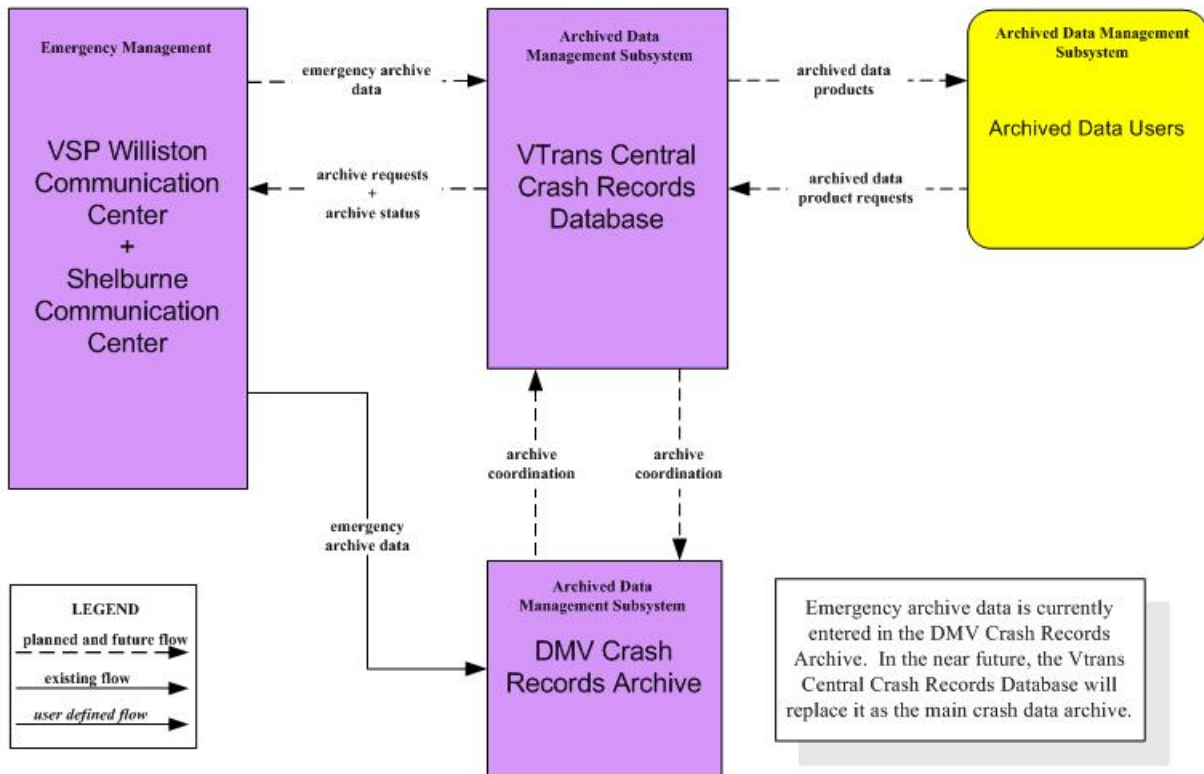 Emergency Management
VSP Williston
Communication
Center
+
Shelburne
Communication
Center
emergency archive
data
archive requests
+
archive status
Archived Data
Management Subsystem
VTrans Central
Crash Records
Database
archived data
products
archived data
product requests
Archived Data Management
Subsystem
Archived Data Users
archive
coordination
archive
coordination
emergency
archive data
Archived Data
Management Subsystem
DMV Crash
Records Archive
LEGEND
planned and future flow
existing flow
user defined flow
Emergency archive data is currently
entered in the DMV Crash Records
Archive. In the near future, the Vtrans
Central Crash Records Database will
replace it as the main crash data archive.